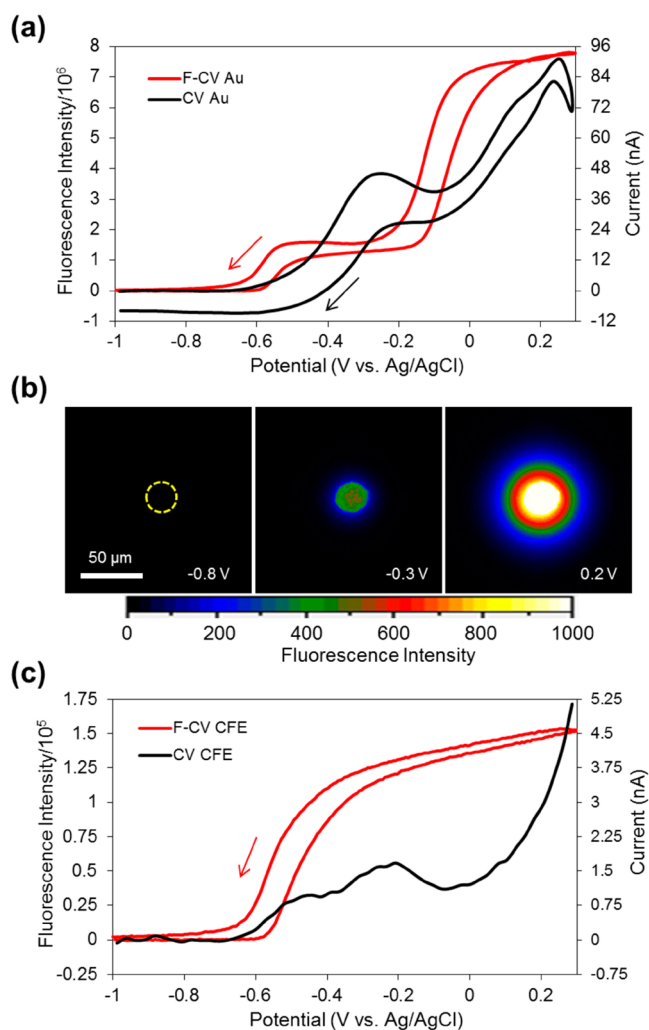 (a)
8
7
6
5
4
3
2
1
0
-1
Fluorescence Intensity/10⁶
F-CV Au
CV Au
96
84
72
60
48
36
24
12
0
-12
Current (nA)
-1 -0.8 -0.6 -0.4 -0.2 0 0.2
Potential (V vs. Ag/AgCl)
(b)
50 µm
-0.8 V
-0.3 V
0.2 V
0 200 400 600 800 1000
Fluorescence Intensity
(c)
1.75
1.5
1.25
1
0.75
0.5
0.25
0
-0.25
Fluorescence Intensity/10⁵
F-CV CFE
CV CFE
5.25
4.5
3.75
3
2.25
1.5
0.75
0
-0.75
Current (nA)
-1 -0.8 -0.6 -0.4 -0.2 0 0.2
Potential (V vs. Ag/AgCl)